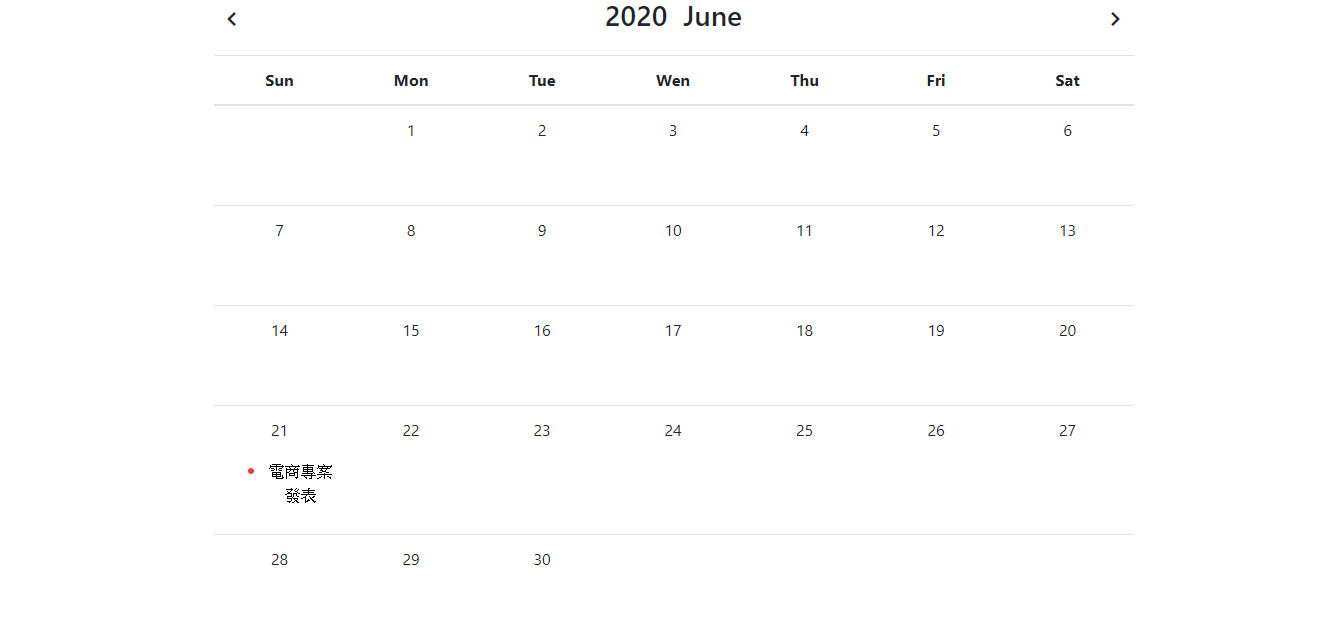 2020 June
Sun Mon Tue Wen Thu Fri Sat
1 2 3 4 5 6
7 8 9 10 11 12 13
14 15 16 17 18 19 20
21 22 23 24 25 26 27
電商專案
發表
28 29 30